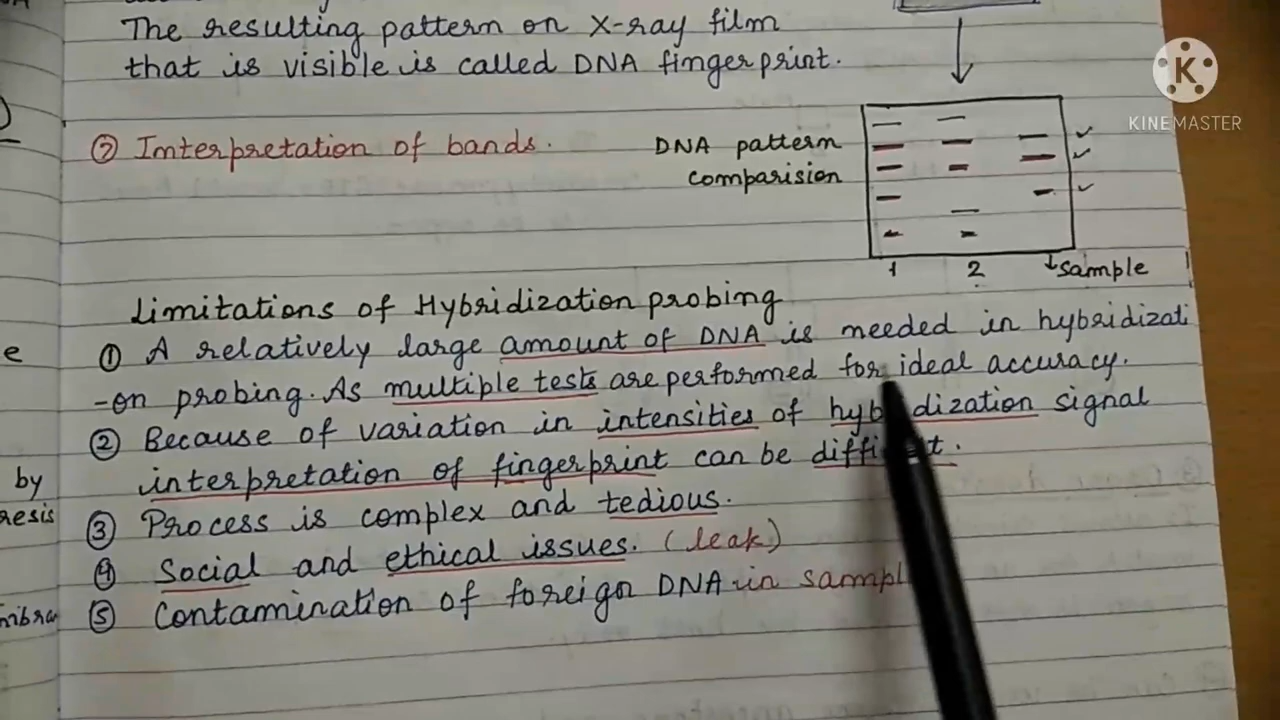 The resulting pattern on X-ray film
that is visible is called DNA fingerprint.
K
KINEMASTER
⑦ Interpretation of bands.
DNA pattern
comparision
1 2 ↓sample
Limitations of Hybridization probing
① A relatively large amount of DNA is needed in hybridizati
-on probing. As multiple tests are performed for ideal accuracy.
② Because of variation in intensities of hyb dization signal
interpretation of fingerprint can be diffi t.
③ Process is complex and tedious.
④ Social and ethical issues. (leak)
⑤ Contamination of foreign DNA in sampl
e
by
resis